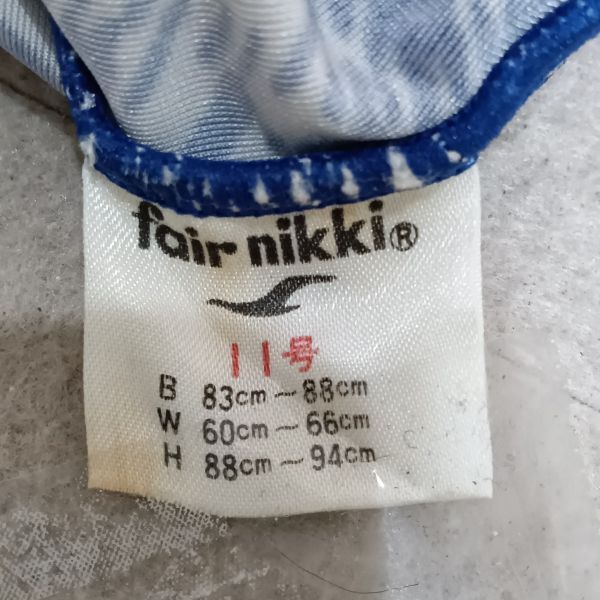 fair nikki®
11号
B 83cm～88cm
W 60cm～66cm
H 88cm～94cm